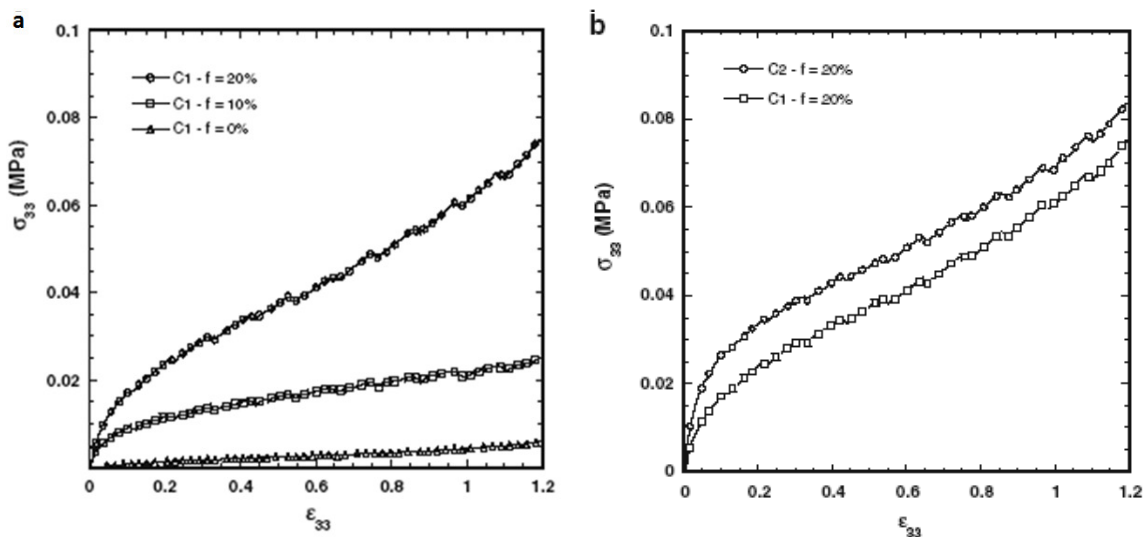 a
0.1
0.08
0.06
0.04
0.02
σ33 (MPa)
C1 - f = 20%
C1 - f = 10%
C1 - f = 0%
0 0.2 0.4 0.6 0.8 1 1.2
ε33
b
0.1
0.08
0.06
0.04
0.02
0
σ33 (MPa)
C2 - f = 20%
C1 - f = 20%
0 0.2 0.4 0.6 0.8 1 1.2
ε33